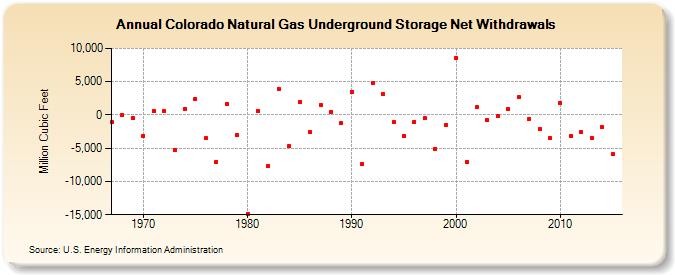 Annual Colorado Natural Gas Underground Storage Net Withdrawals
Million Cubic Feet
10,000
5,000
0
-5,000
-10,000
-15,000
1970 1980 1990 2000 2010
Source: U.S. Energy Information Administration